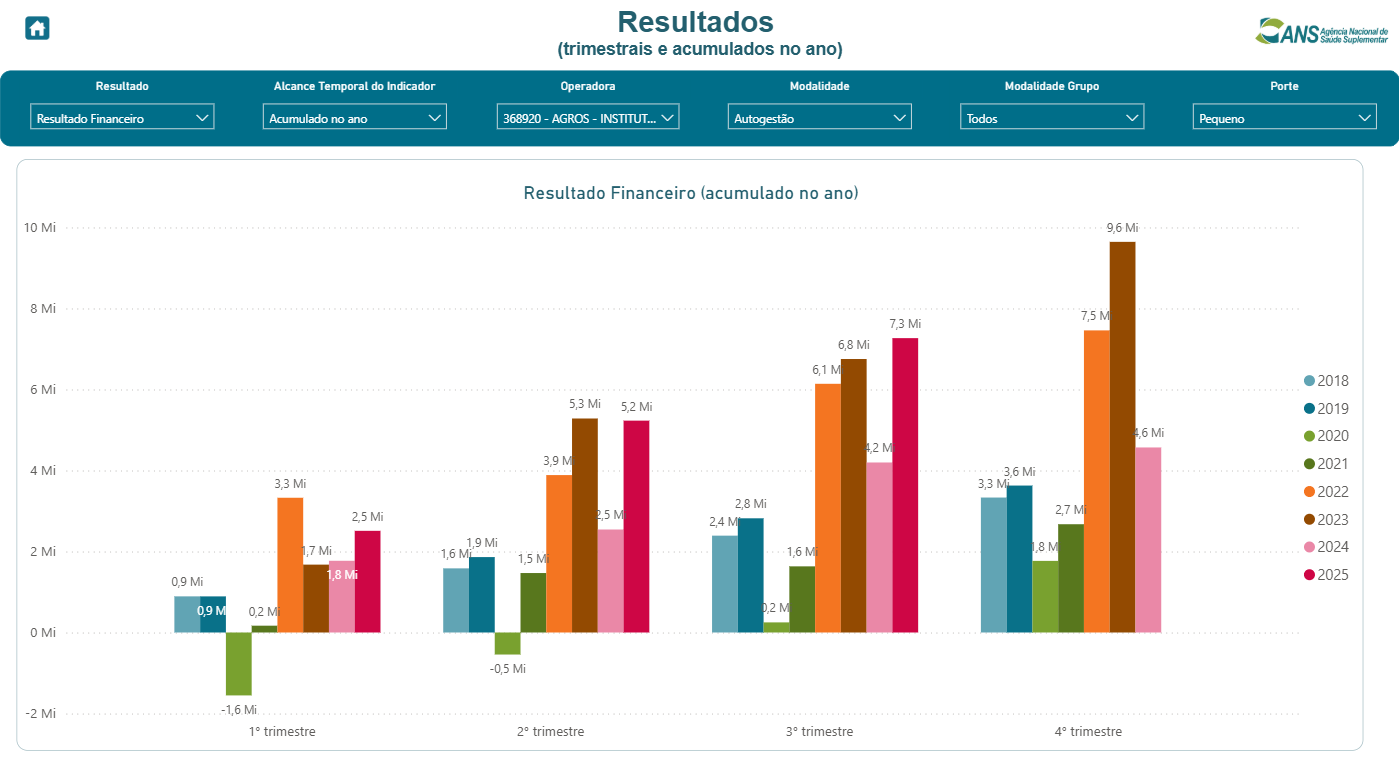 Resultados
(trimestrais e acumulados no ano)
ANS Agência Nacional de
Saúde Suplementar
Resultado
Alcance Temporal do Indicador
Operadora
Modalidade
Modalidade Grupo
Porte
Resultado Financeiro
Acumulado no ano
368920 - AGROS - INSTITUT...
Autogestão
Todos
Pequeno
Resultado Financeiro (acumulado no ano)
10 Mi
8 Mi
6 Mi
4 Mi
2 Mi
0 Mi
-2 Mi
0,9 Mi
0,9 M
-1,6 Mi
0,2 Mi
3,3 Mi
1,7 Mi
1,8 Mi
2,5 Mi
1,6 Mi
1,9 Mi
-0,5 Mi
1,5 Mi
3,9 M
5,3 Mi
2,5 M
5,2 Mi
2,4 M
2,8 Mi
0,2 M
1,6 Mi
6,1 M
6,8 Mi
4,2 Mi
7,3 Mi
3,3 Mi
3,6 Mi
1,8 M
2,7 Mi
7,5 M
9,6 Mi
4,6 Mi
1° trimestre
2° trimestre
3° trimestre
4° trimestre
2018
2019
2020
2021
2022
2023
2024
2025